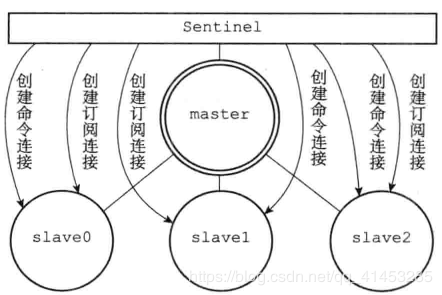 Sentinel
创建命令连接
创建订阅连接
创建订阅连接
创建命令连接
创建命令连接
创建订阅连接
master
slave0
slave1
slave2
https://blog.csdn.net/qq_41453285